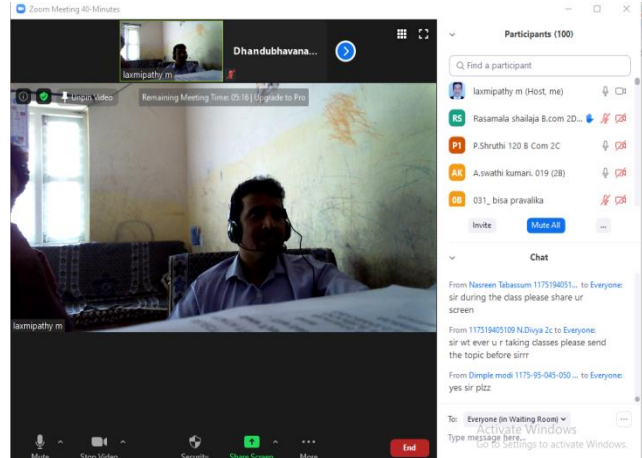 Zoom Meeting 40-Minutes
laxmipathy m
Dhandubhavana...
Unpin Video
Remaining Meeting Time: 05:16 | Upgrade to Pro
laxmipathy m
Mute
Stop Video
Security
Share Screen
More
End
Participants (100)
Find a participant
laxmipathy m (Host, me)
RS Rasamala shailaja B.com 2D...
P1 P.Shruthi 120 B Com 2C
AK A.swathi kumari. 019 (2B)
0B 031_ bisa pravalika
Invite
Mute All
...
Chat
From Nasreen Tabassum 1175194051... to Everyone:
sir during the class please share ur
screen
From 117519405109 N.Divya 2c to Everyone:
sir wt ever u r taking classes please send
the topic before sirrr
From Dimple modi 1175-95-045-050 ... to Everyone:
yes sir plzz
To: Everyone (in Waiting Room)
...
Type message here...
Activate Windows
Go to Settings to activate Windows.